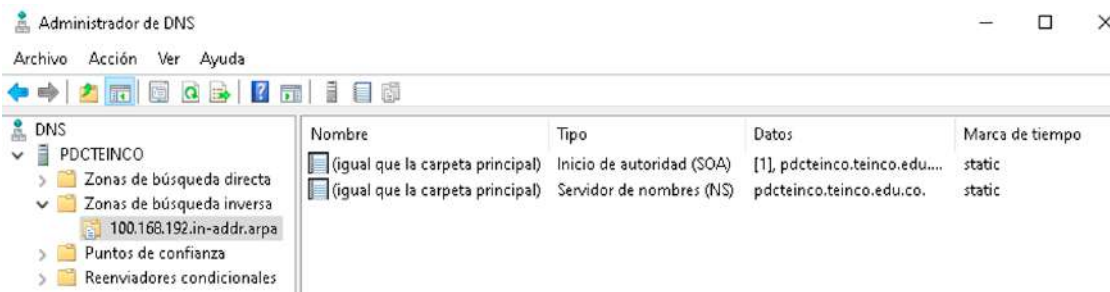 Administrador de DNS
Archivo Acción Ver Ayuda
DNS
PDCTEINCO
Zonas de búsqueda directa
Zonas de búsqueda inversa
100.168.192.in-addr.arpa
Puntos de confianza
Reenviadores condicionales
Nombre Tipo Datos Marca de tiempo
(igual que la carpeta principal) Inicio de autoridad (SOA) [1], pdcteinco.teinco.edu.... static
(igual que la carpeta principal) Servidor de nombres (NS) pdcteinco.teinco.edu.co. static